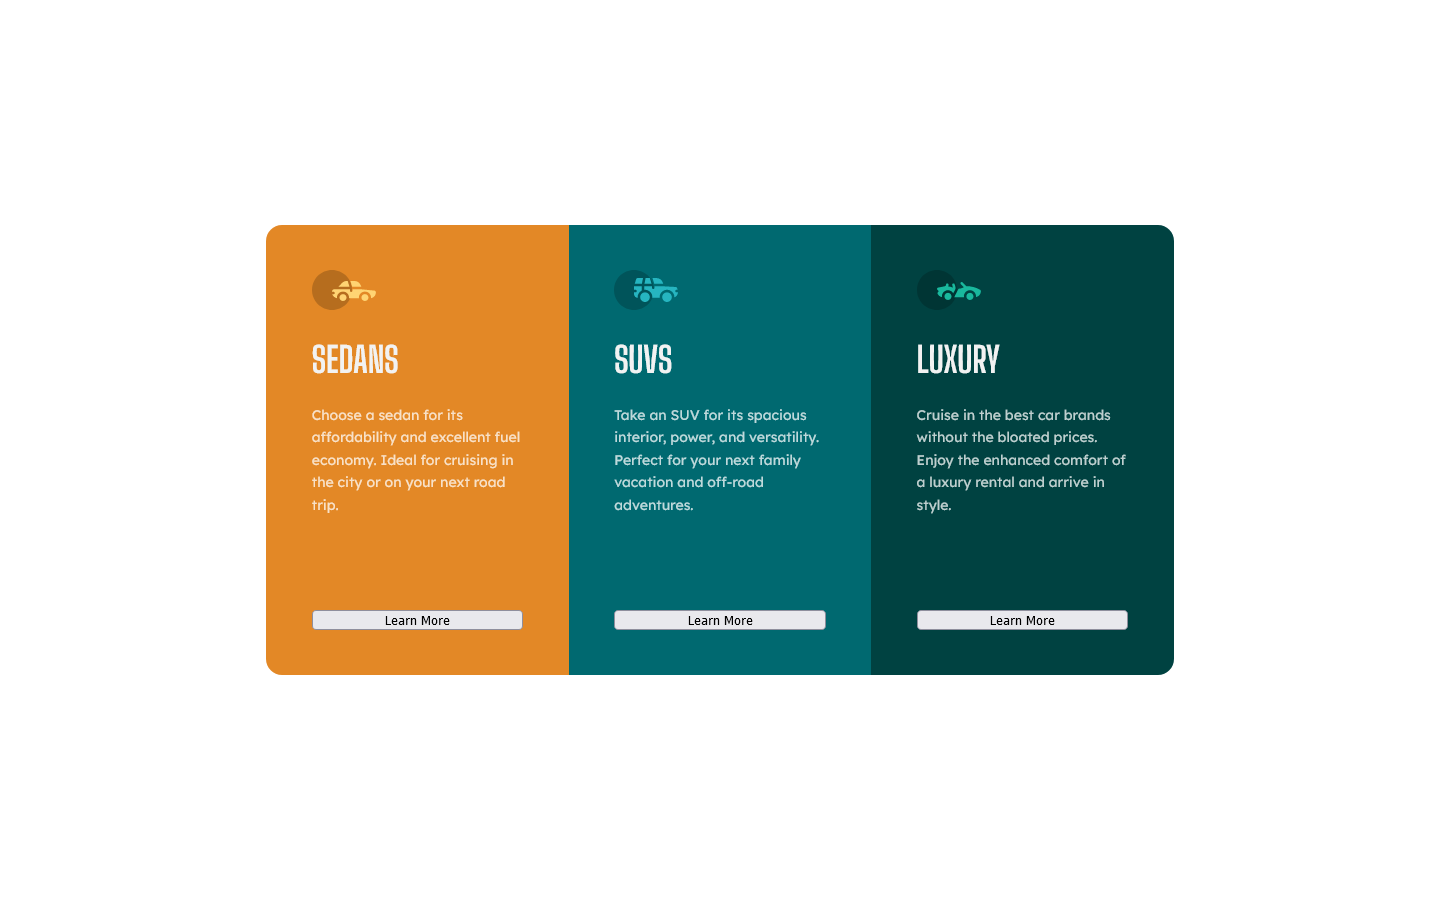 SEDANS
Choose a sedan for its
affordability and excellent fuel
economy. Ideal for cruising in
the city or on your next road
trip.
Learn More
SUVS
Take an SUV for its spacious
interior, power, and versatility.
Perfect for your next family
vacation and off-road
adventures.
Learn More
LUXURY
Cruise in the best car brands
without the bloated prices.
Enjoy the enhanced comfort of
a luxury rental and arrive in
style.
Learn More